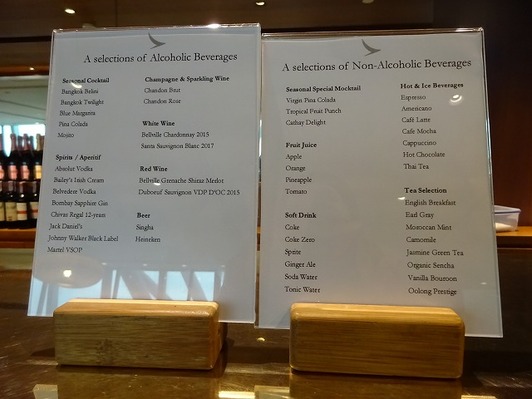 A selections of Alcoholic Beverages
Seasonal Cocktail
Bangkok Belini
Bangkok Twilight
Blue Margarita
Pina Colada
Mojito
Spirits / Aperitif
Absolut Vodka
Bailey's Irish Cream
Belvedere Vodka
Bombay Sapphire Gin
Chivas Regal 12-years
Jack Daniel's
Johnny Walker Black Label
Martel VSOP
Champagne & Sparkling Wine
Chandon Brut
Chandon Rose
White Wine
Bellville Chardonnay 2015
Santa Sauvignon Blanc 2017
Red Wine
Bellville Grenache Shiraz Merlot
Duboeuf Sauvignon VDP D'OC 2015
Beer
Singha
Heineken
A selections of Non-Alcoholic Beverages
Seasonal Special Mocktail
Virgin Pina Colada
Tropical Fruit Punch
Cathay Delight
Fruit Juice
Apple
Orange
Pineapple
Tomato
Soft Drink
Coke
Coke Zero
Sprite
Ginger Ale
Soda Water
Tonic Water
Hot & Ice Beverages
Espresso
Americano
Café Latte
Cafe Mocha
Cappuccino
Hot Chocolate
Thai Tea
Tea Selection
English Breakfast
Earl Gray
Moroccan Mint
Camomile
Jasmine Green Tea
Organic Sencha
Vanilla Bouroon
Oolong Prestige